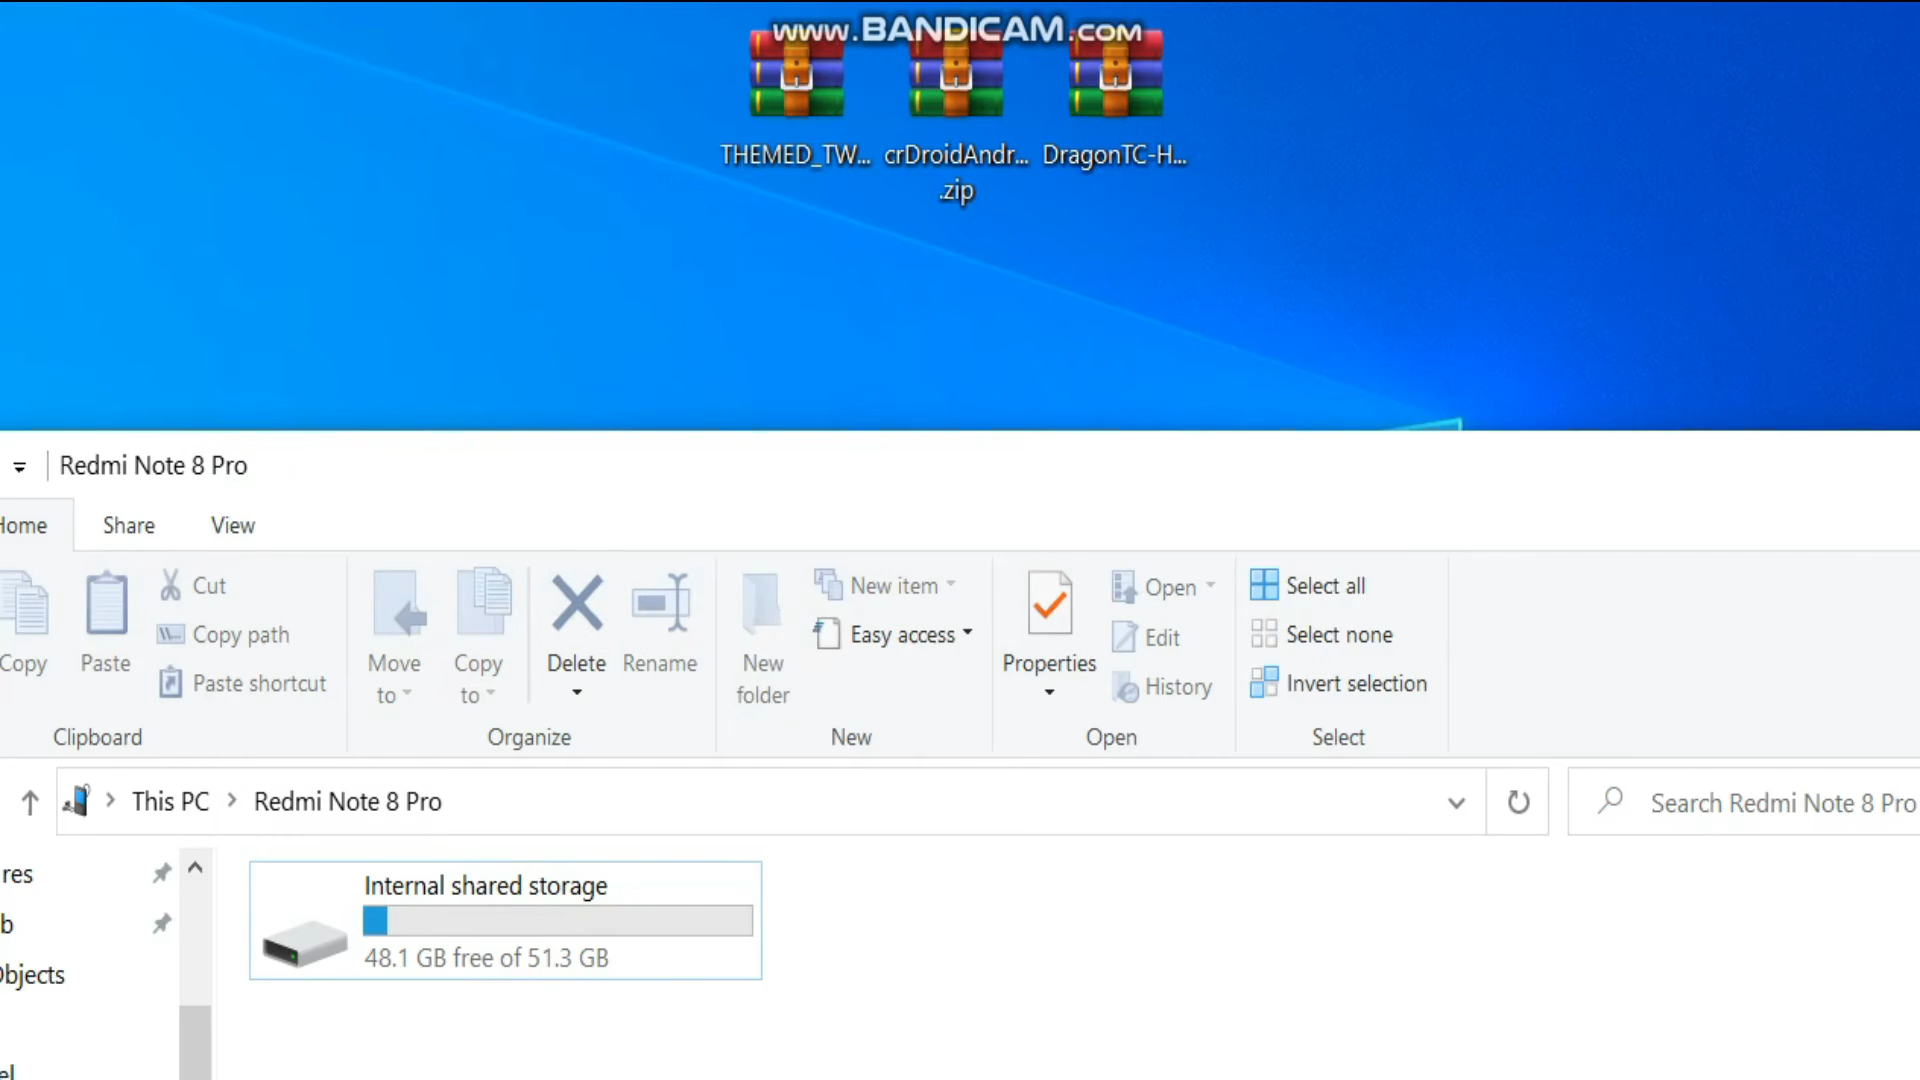 www.BANDICAM.com
THEMED_TW...
crDroidAndr...
.zip
DragonTC-H...
Redmi Note 8 Pro
Home
Share
View
Copy
Paste
Cut
Copy path
Paste shortcut
Clipboard
Move
to
Copy
to
Delete
Rename
Organize
New
folder
New item
Easy access
New
Properties
Open
Edit
History
Open
Select all
Select none
Invert selection
Select
This PC
Redmi Note 8 Pro
Search Redmi Note 8 Pro
res
b
Objects
el
Internal shared storage
48.1 GB free of 51.3 GB